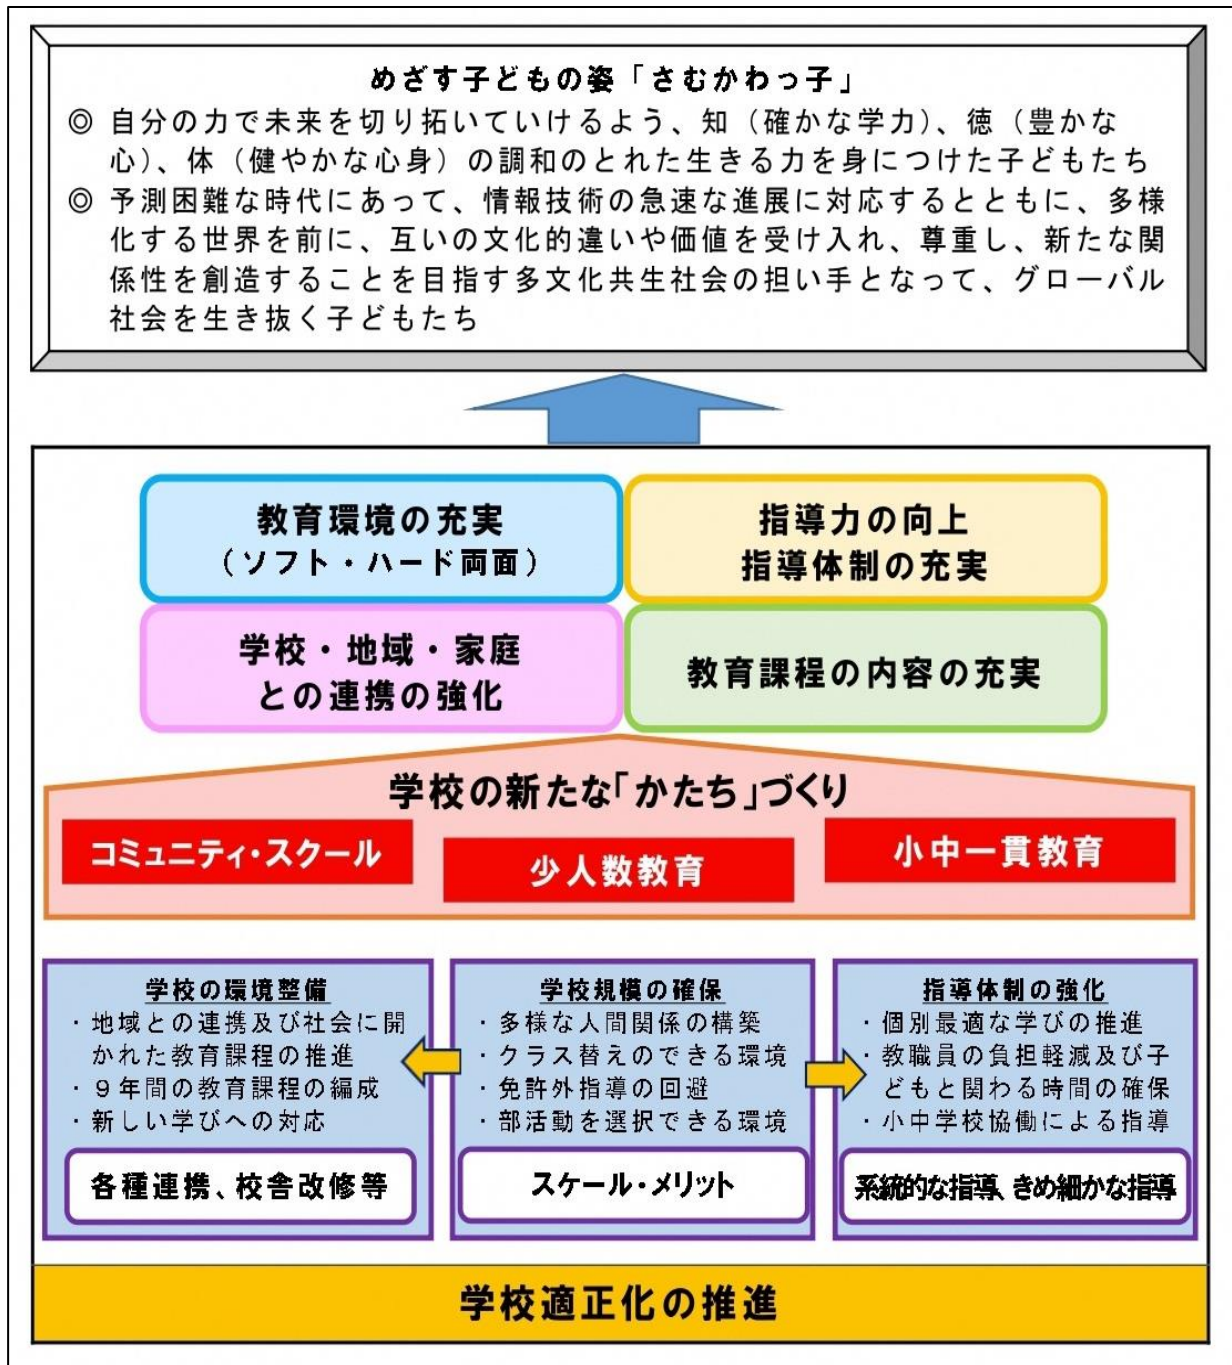 めざす子どもの姿「さむかわっ子」
◎ 自分の力で未来を切り拓いていけるよう、知（確かな学力）、徳（豊かな
心）、体（健やかな心身）の調和のとれた生きる力を身につけた子どもたち
◎ 予測困難な時代にあって、情報技術の急速な進展に対応するとともに、多様
化する世界を前に、互いの文化的違いや価値を受け入れ、尊重し、新たな関
係性を創造することを目指す多文化共生社会の担い手となって、グローバル
社会を生き抜く子どもたち
教育環境の充実
（ソフト・ハード両面）
指導力の向上
指導体制の充実
学校・地域・家庭
との連携の強化
教育課程の内容の充実
学校の新たな「かたち」づくり
コミュニティ・スクール
少人数教育
小中一貫教育
学校の環境整備
・地域との連携及び社会に開
かれた教育課程の推進
・９年間の教育課程の編成
・新しい学びへの対応
各種連携、校舎改修等
学校規模の確保
・多様な人間関係の構築
・クラス替えのできる環境
・免許外指導の回避
・部活動を選択できる環境
スケール・メリット
指導体制の強化
・個別最適な学びの推進
・教職員の負担軽減及び子
どもと関わる時間の確保
・小中学校協働による指導
系統的な指導、きめ細かな指導
学校適正化の推進